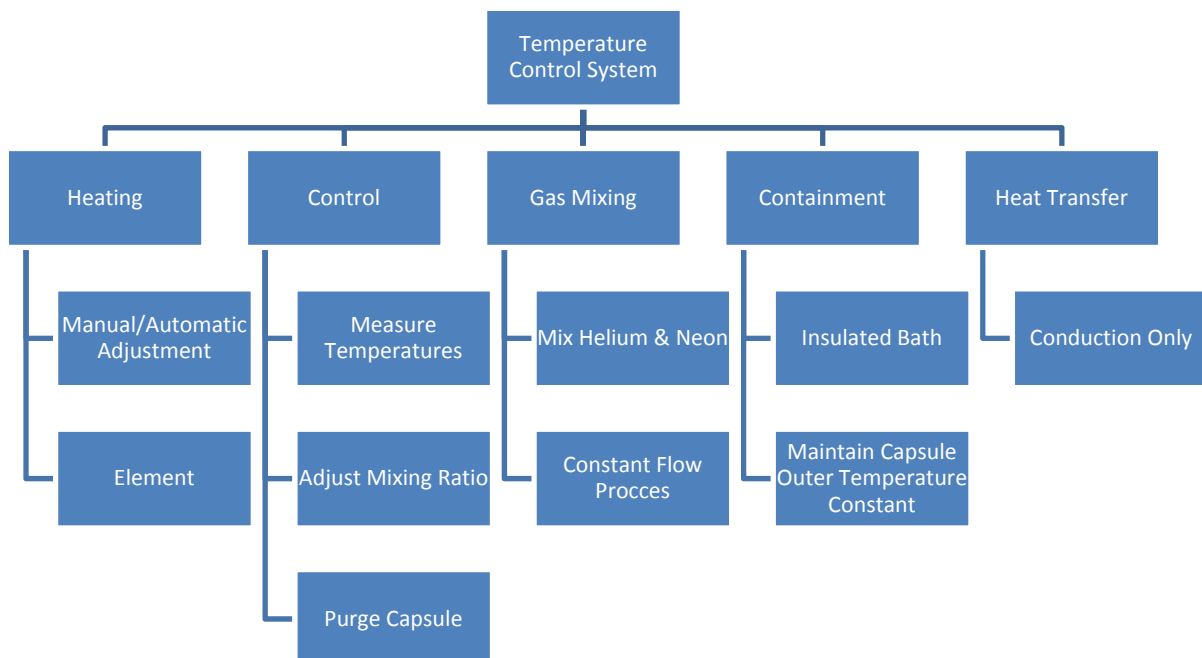 Temperature
Control System
Heating
Control
Gas Mixing
Containment
Heat Transfer
Manual/Automatic
Adjustment
Measure
Temperatures
Mix Helium & Neon
Insulated Bath
Conduction Only
Element
Adjust Mixing Ratio
Constant Flow
Procces
Maintain Capsule
Outer Temperature
Constant
Purge Capsule